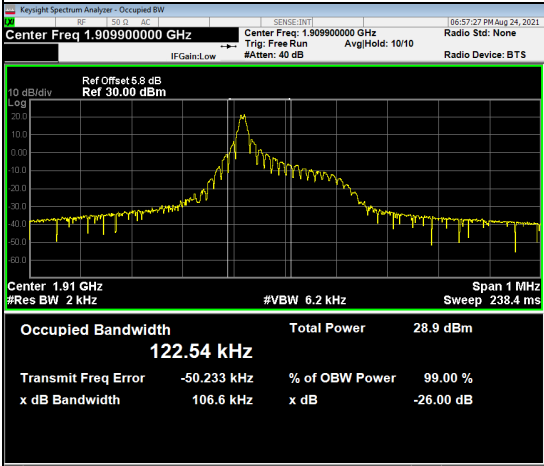 Keysight Spectrum Analyzer - Occupied BW
LXI RF 50 Ω AC SENSE:INT 06:57:27 PM Aug 24, 2021
Center Freq 1.909900000 GHz Center Freq: 1.909900000 GHz Radio Std: None
Trig: Free Run Avg|Hold: 10/10
IFGain:Low #Atten: 40 dB Radio Device: BTS
Ref Offset 5.8 dB
10 dB/div Ref 30.00 dBm
Log
20.0
10.0
0.00
-10.0
-20.0
-30.0
-40.0
-50.0
-60.0
Center 1.91 GHz Span 1 MHz
#Res BW 2 kHz #VBW 6.2 kHz Sweep 238.4 ms
Occupied Bandwidth Total Power 28.9 dBm
122.54 kHz
Transmit Freq Error -50.233 kHz % of OBW Power 99.00 %
x dB Bandwidth 106.6 kHz x dB -26.00 dB